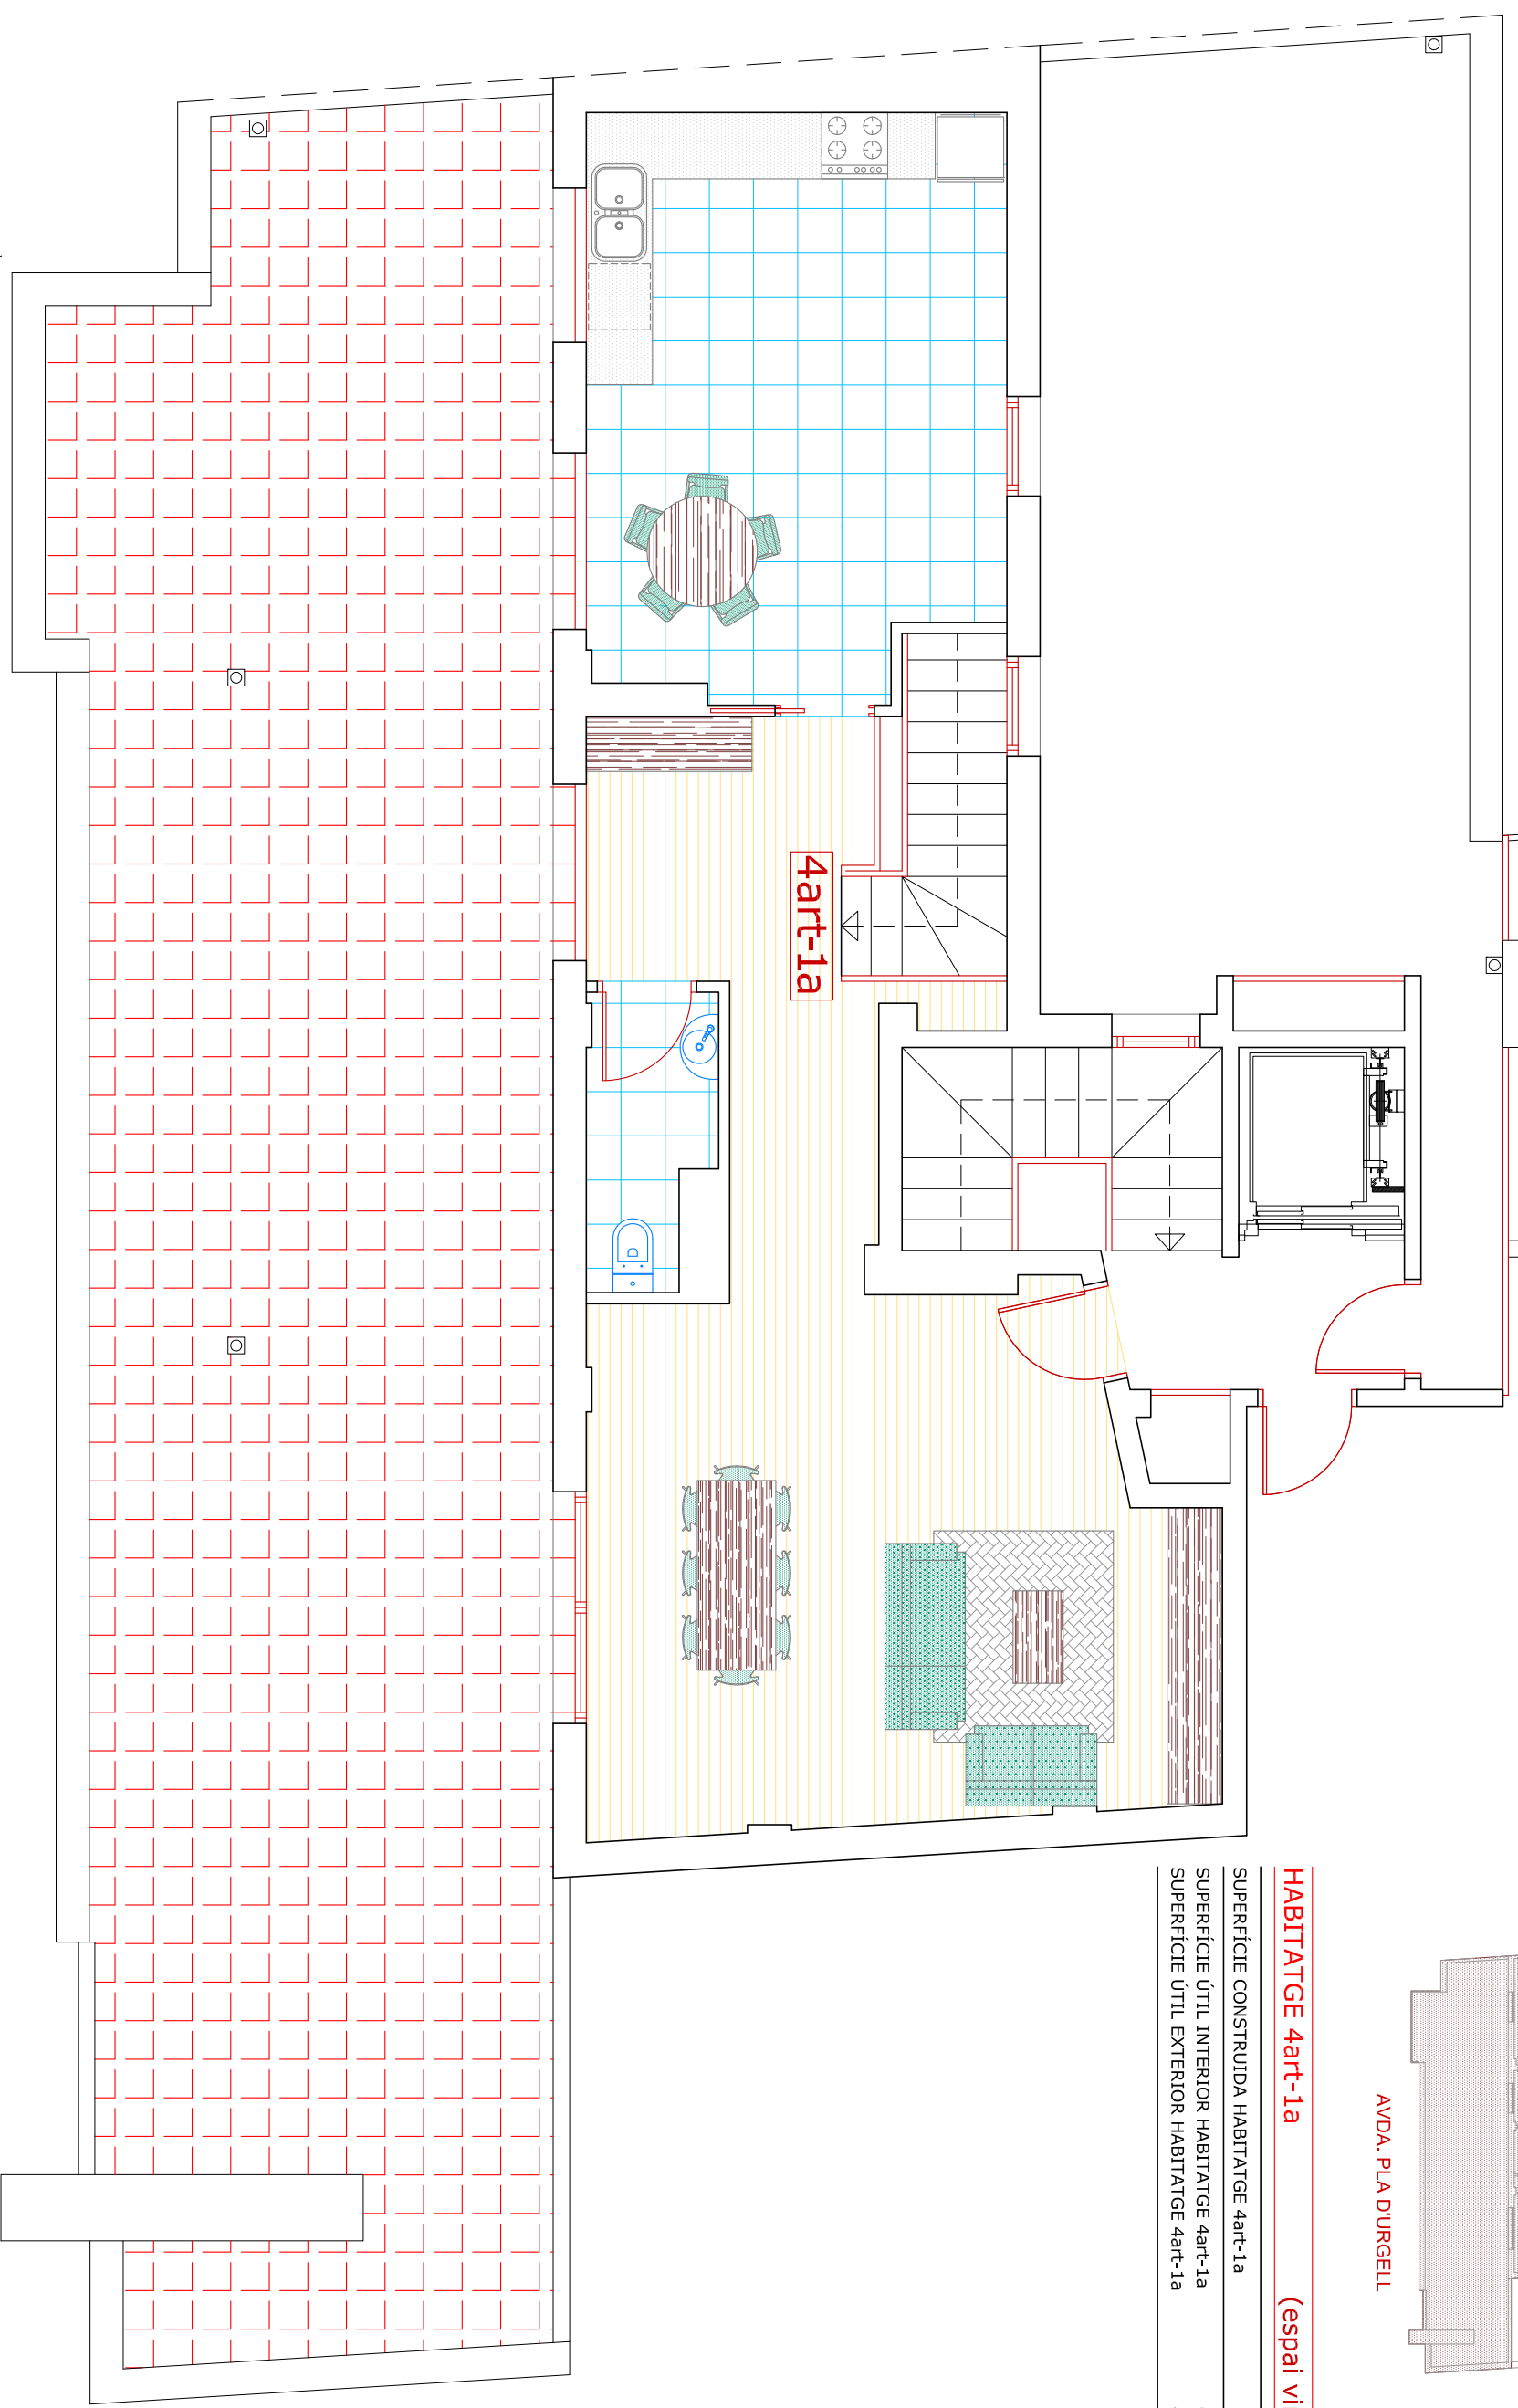 4art-1a
AVDA. PLA D'URGELL
HABITATGE 4art-1a (espai vi
SUPERFÍCIE CONSTRUIDA HABITATGE 4art-1a
SUPERFÍCIE ÚTIL INTERIOR HABITATGE 4art-1a
SUPERFÍCIE ÚTIL EXTERIOR HABITATGE 4art-1a